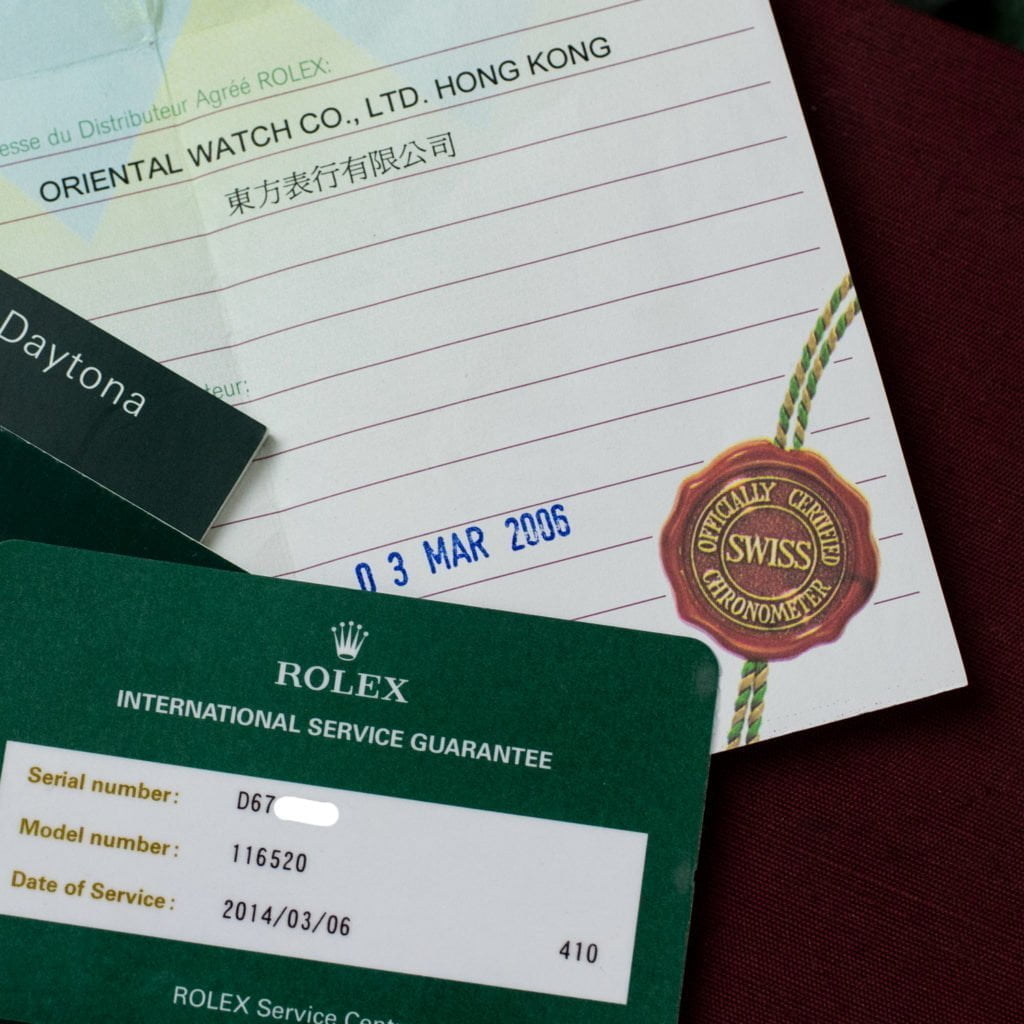 esse du Distributeur Agréé ROLEX:
ORIENTAL WATCH CO., LTD. HONG KONG
東方表行有限公司
Daytona
teur:
0 3 MAR 2006
OFFICIALLY CERTIFIED
SWISS
CHRONOMETER
ROLEX
INTERNATIONAL SERVICE GUARANTEE
Serial number: D67
Model number: 116520
Date of Service: 2014/03/06
410
ROLEX Service Cent